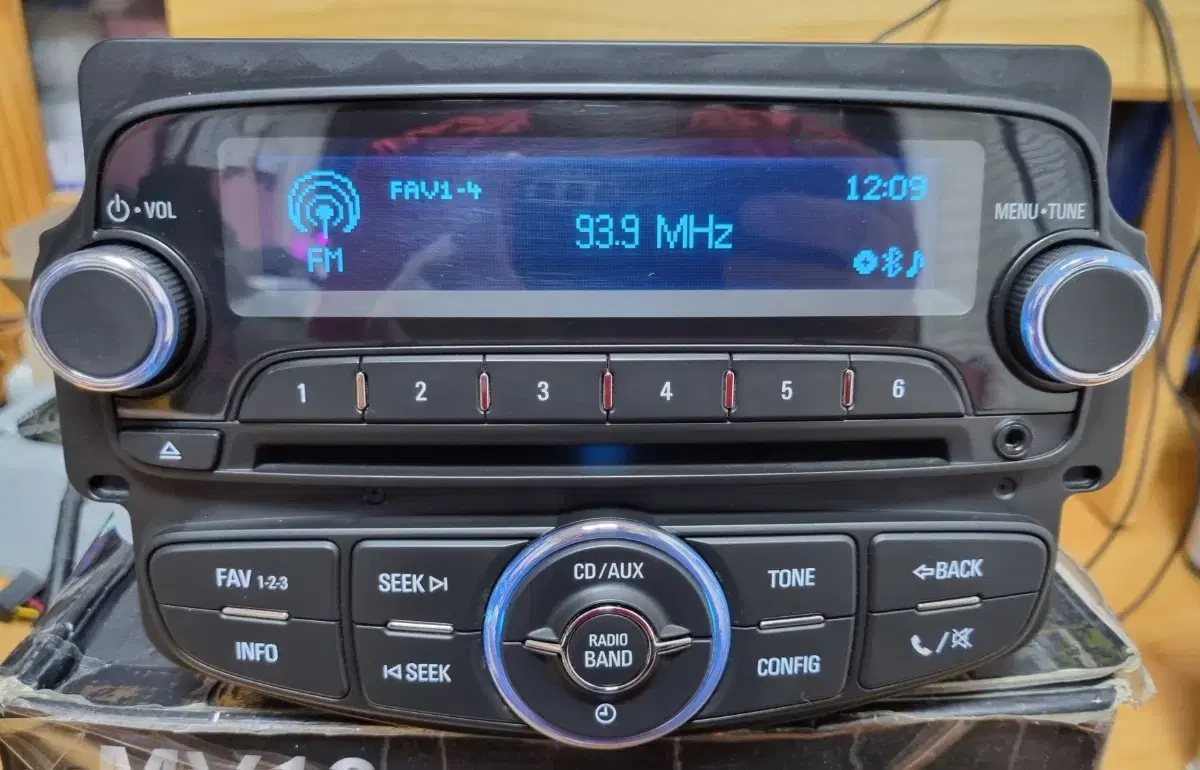 FAV1-4
12:09
93.9 MHz
FM
VOL
MENU•TUNE
1
2
3
4
5
6
FAV 1-2-3
SEEK
CD/AUX
TONE
BACK
RADIO
BAND
INFO
SEEK
CONFIG